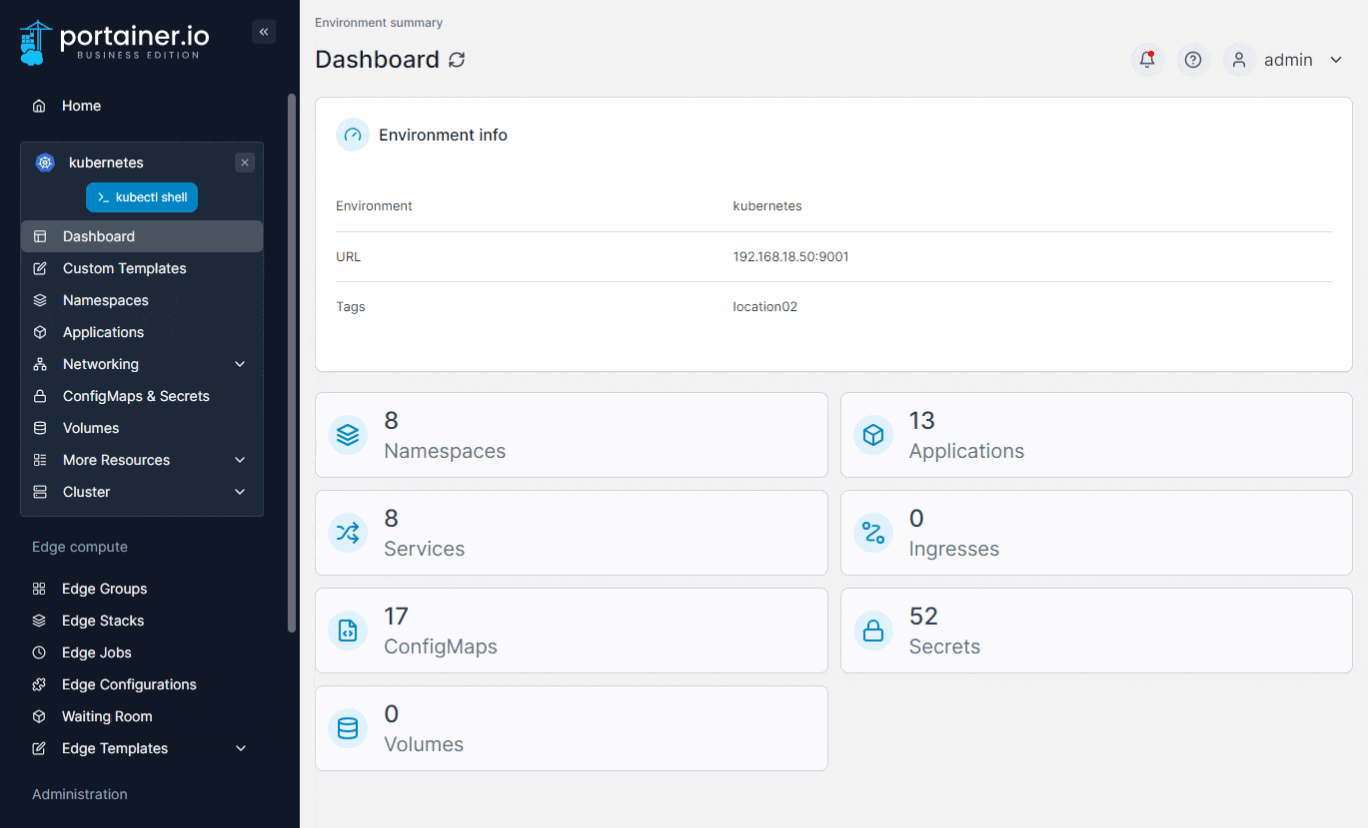 portainer.io
BUSINESS EDITION
Home
kubernetes
>_ kubectl shell
Dashboard
Custom Templates
Namespaces
Applications
Networking
ConfigMaps & Secrets
Volumes
More Resources
Cluster
Edge compute
Edge Groups
Edge Stacks
Edge Jobs
Edge Configurations
Waiting Room
Edge Templates
Administration
Environment summary
Dashboard
admin
Environment info
Environment kubernetes
URL 192.168.18.50:9001
Tags location02
8
Namespaces
13
Applications
8
Services
0
Ingresses
17
ConfigMaps
52
Secrets
0
Volumes